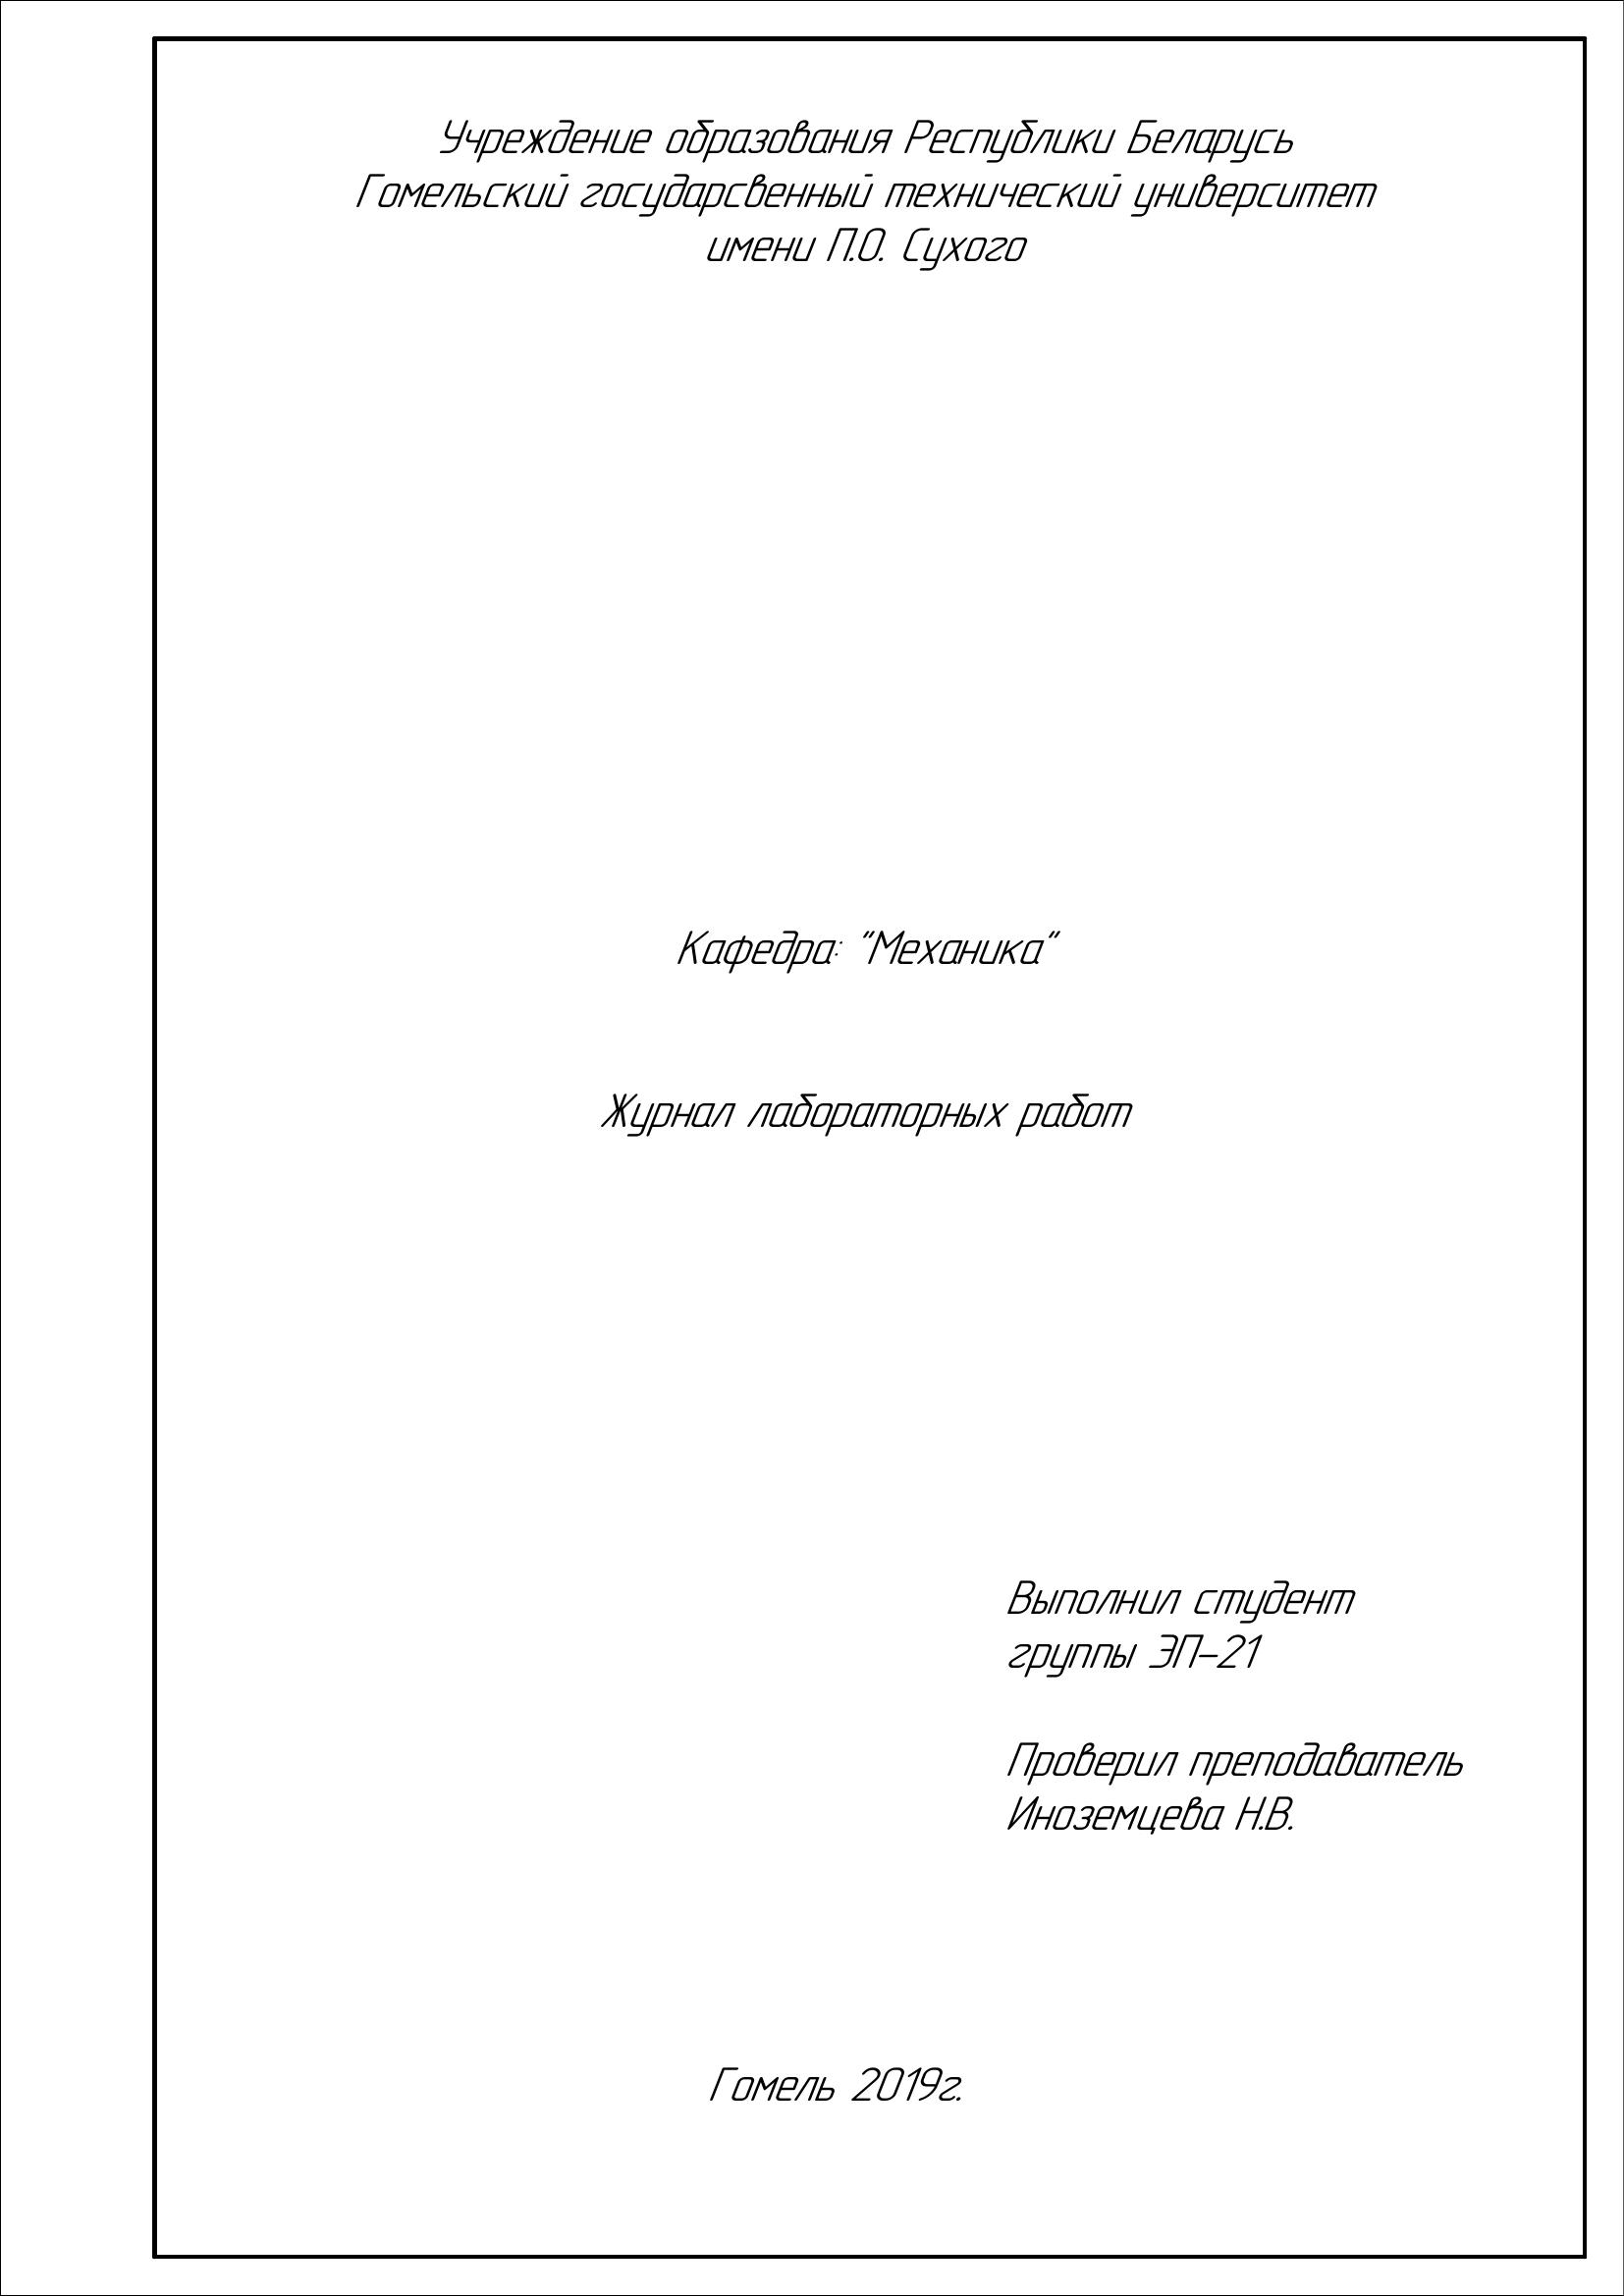 Учреждение образования Республики Беларусь
Гомельский государсвенный технический университет
имени П.О. Сухого
Кафедра: "Механика"
Журнал лабораторных работ
Выполнил студент
группы ЭП-21
Проверил преподаватель
Иноземцева Н.В.
Гомель 2019г.